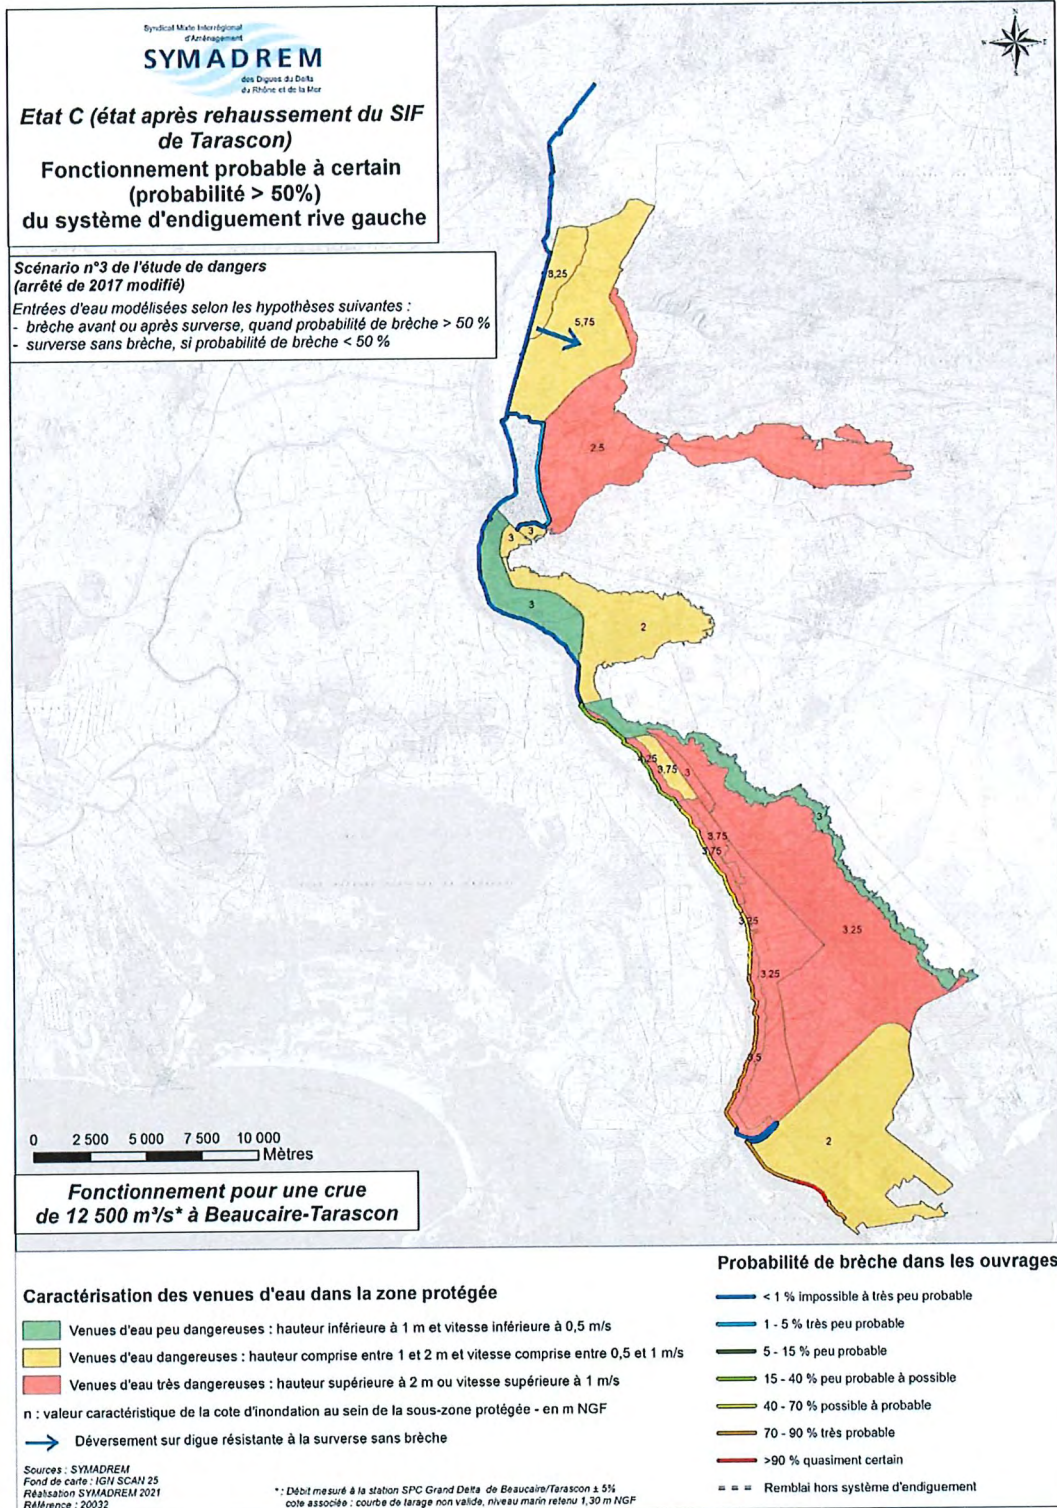 Syndicat Mixte Interrégional
d'Aménagement
SYMADREM
des Digues du Delta
du Rhône et de la Mer
Etat C (état après rehaussement du SIF
de Tarascon)
Fonctionnement probable à certain
(probabilité > 50%)
du système d'endiguement rive gauche
Scénario n°3 de l'étude de dangers
(arrêté de 2017 modifié)
Entrées d'eau modélisées selon les hypothèses suivantes :
- brèche avant ou après surverse, quand probabilité de brèche > 50 %
- surverse sans brèche, si probabilité de brèche < 50 %
N
8,25
5,75
2,5
3
3
3
2
4,25
3,75
3
3,75
3,75
3
3,25
3,25
3,25
3,5
2
0 2 500 5 000 7 500 10 000
Mètres
Fonctionnement pour une crue
de 12 500 m³/s* à Beaucaire-Tarascon
Caractérisation des venues d'eau dans la zone protégée
Venues d'eau peu dangereuses : hauteur inférieure à 1 m et vitesse inférieure à 0,5 m/s
Venues d'eau dangereuses : hauteur comprise entre 1 et 2 m et vitesse comprise entre 0,5 et 1 m/s
Venues d'eau très dangereuses : hauteur supérieure à 2 m ou vitesse supérieure à 1 m/s
n : valeur caractéristique de la cote d'inondation au sein de la sous-zone protégée - en m NGF
Déversement sur digue résistante à la surverse sans brèche
Sources : SYMADREM
Fond de carte : IGN SCAN 25
Réalisation SYMADREM 2021
Référence : 20032
* : Débit mesuré à la station SPC Grand Delta de Beaucaire/Tarascon ± 5%
cote associée : courbe de tarage non valide, niveau marin retenu 1,30 m NGF
Probabilité de brèche dans les ouvrages
< 1 % impossible à très peu probable
1 - 5 % très peu probable
5 - 15 % peu probable
15 - 40 % peu probable à possible
40 - 70 % possible à probable
70 - 90 % très probable
>90 % quasiment certain
Remblai hors système d'endiguement